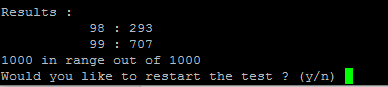 Results :
98 : 293
99 : 707
1000 in range out of 1000
Would you like to restart the test ? (y/n)